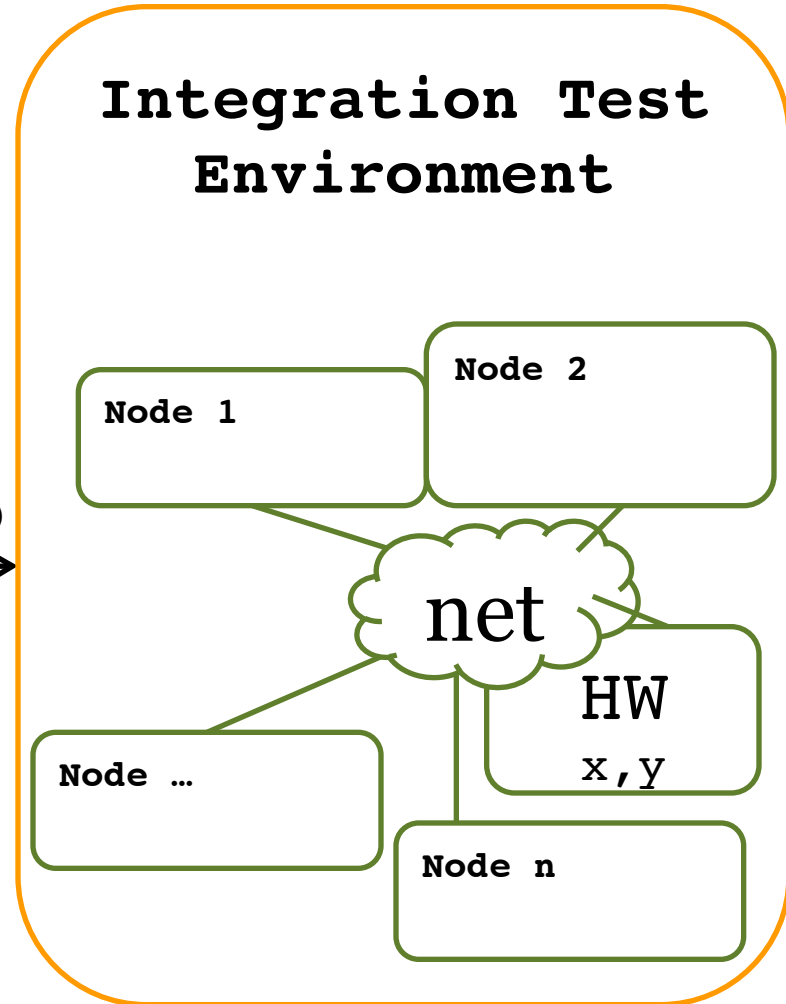 Integration Test
Environment
Node 2
Node 1
net
HW
x,y
Node …
Node n